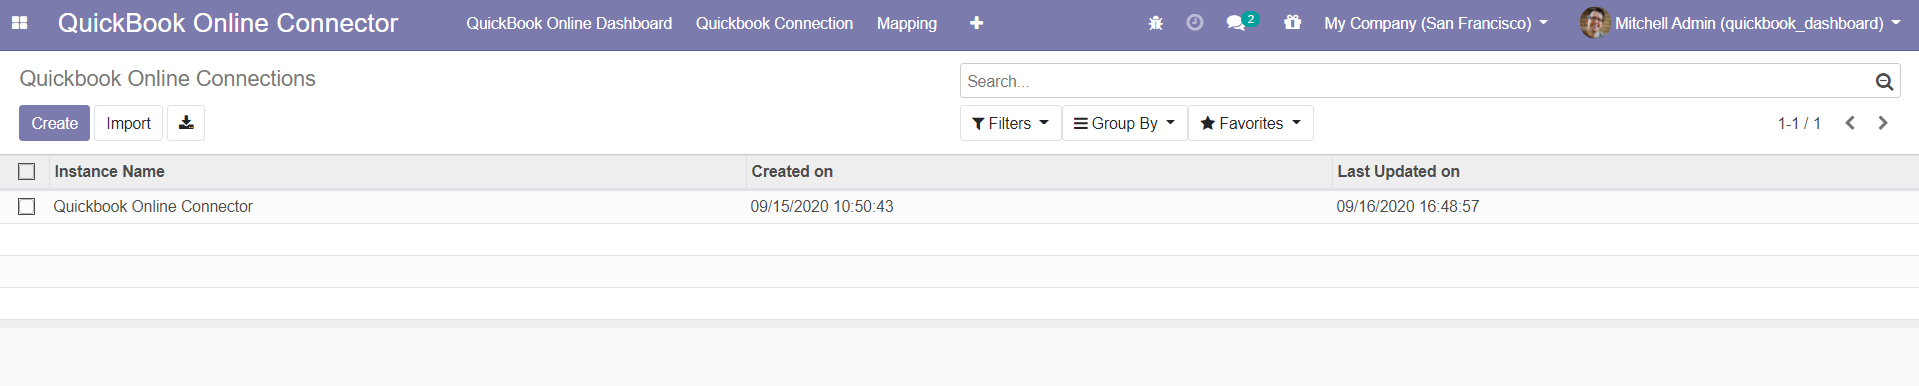 QuickBook Online Connector QuickBook Online Dashboard Quickbook Connection Mapping 2 My Company (San Francisco) Mitchell Admin (quickbook_dashboard)
Quickbook Online Connections Search...
Create Import Filters Group By Favorites 1-1 / 1
Instance Name Created on Last Updated on
Quickbook Online Connector 09/15/2020 10:50:43 09/16/2020 16:48:57